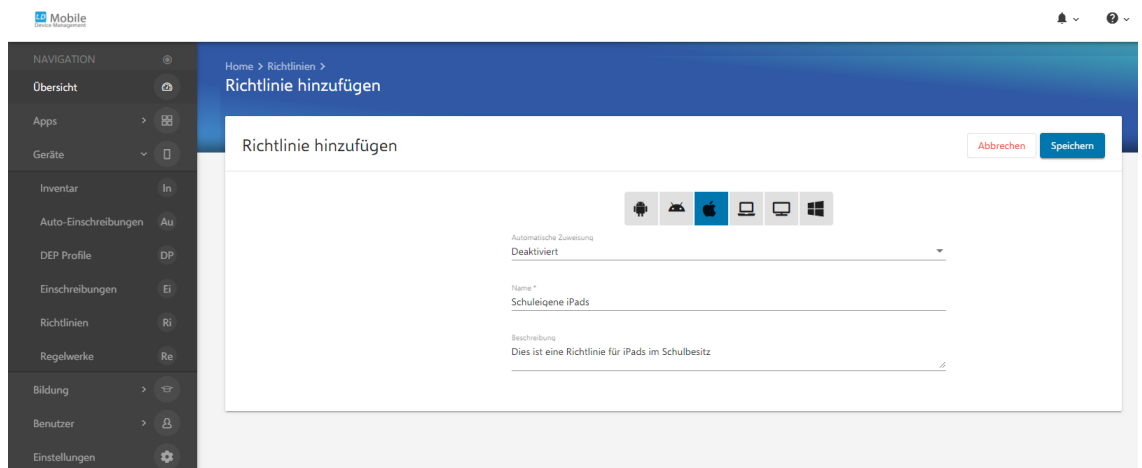 LD Mobile
Device Management
NAVIGATION
Home > Richtlinien >
Übersicht
Richtlinie hinzufügen
Apps
Richtlinie hinzufügen
Abbrechen
Speichern
Geräte
Inventar In
Auto-Einschreibungen Au
DEP Profile DP
Einschreibungen Ei
Richtlinien Ri
Regelwerke Re
Bildung
Benutzer
Einstellungen
Automatische Zuweisung
Deaktiviert
Name *
Schuleigene iPads
Beschreibung
Dies ist eine Richtlinie für iPads im Schulbesitz